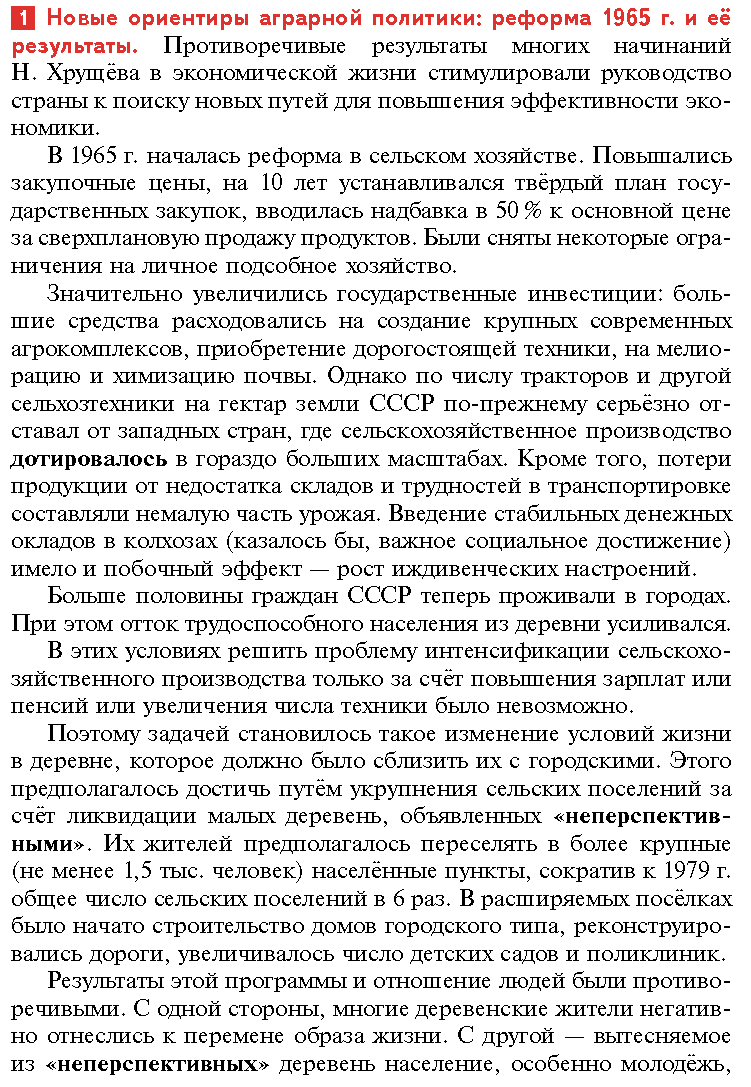 1 Новые ориентиры аграрной политики: реформа 1965 г. и её
результаты. Противоречивые результаты многих начинаний
Н. Хрущёва в экономической жизни стимулировали руководство
страны к поиску новых путей для повышения эффективности эко-
номики.
В 1965 г. началась реформа в сельском хозяйстве. Повышались
закупочные цены, на 10 лет устанавливался твёрдый план госу-
дарственных закупок, вводилась надбавка в 50 % к основной цене
за сверхплановую продажу продуктов. Были сняты некоторые огра-
ничения на личное подсобное хозяйство.
Значительно увеличились государственные инвестиции: боль-
шие средства расходовались на создание крупных современных
агрокомплексов, приобретение дорогостоящей техники, на мелио-
рацию и химизацию почвы. Однако по числу тракторов и другой
сельхозтехники на гектар земли СССР по-прежнему серьёзно от-
ставал от западных стран, где сельскохозяйственное производство
дотировалось в гораздо больших масштабах. Кроме того, потери
продукции от недостатка складов и трудностей в транспортировке
составляли немалую часть урожая. Введение стабильных денежных
окладов в колхозах (казалось бы, важное социальное достижение)
имело и побочный эффект — рост иждивенческих настроений.
Больше половины граждан СССР теперь проживали в городах.
При этом отток трудоспособного населения из деревни усиливался.
В этих условиях решить проблему интенсификации сельскохо-
зяйственного производства только за счёт повышения зарплат или
пенсий или увеличения числа техники было невозможно.
Поэтому задачей становилось такое изменение условий жизни
в деревне, которое должно было сблизить их с городскими. Этого
предполагалось достичь путём укрупнения сельских поселений за
счёт ликвидации малых деревень, объявленных «неперспектив-
ными». Их жителей предполагалось переселять в более крупные
(не менее 1,5 тыс. человек) населённые пункты, сократив к 1979 г.
общее число сельских поселений в 6 раз. В расширяемых посёлках
было начато строительство домов городского типа, реконструиро-
вались дороги, увеличивалось число детских садов и поликлиник.
Результаты этой программы и отношение людей были противо-
речивыми. С одной стороны, многие деревенские жители негатив-
но отнеслись к перемене образа жизни. С другой — вытесняемое
из «неперспективных» деревень население, особенно молодёжь,